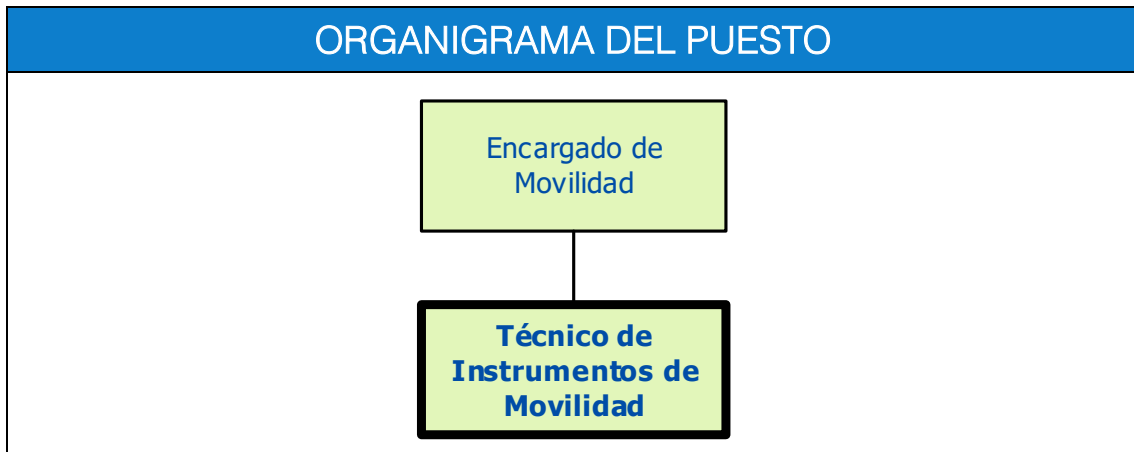 ORGANIGRAMA DEL PUESTO
Encargado de
Movilidad
Técnico de
Instrumentos de
Movilidad